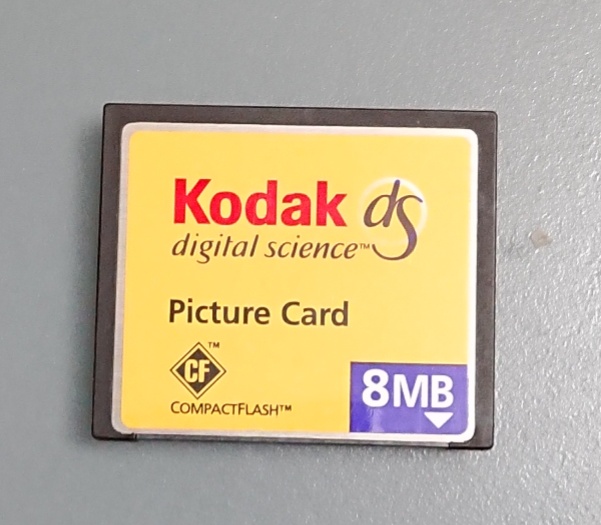 Kodak ds
digital science™
Picture Card
CF™
COMPACTFLASH™
8MB